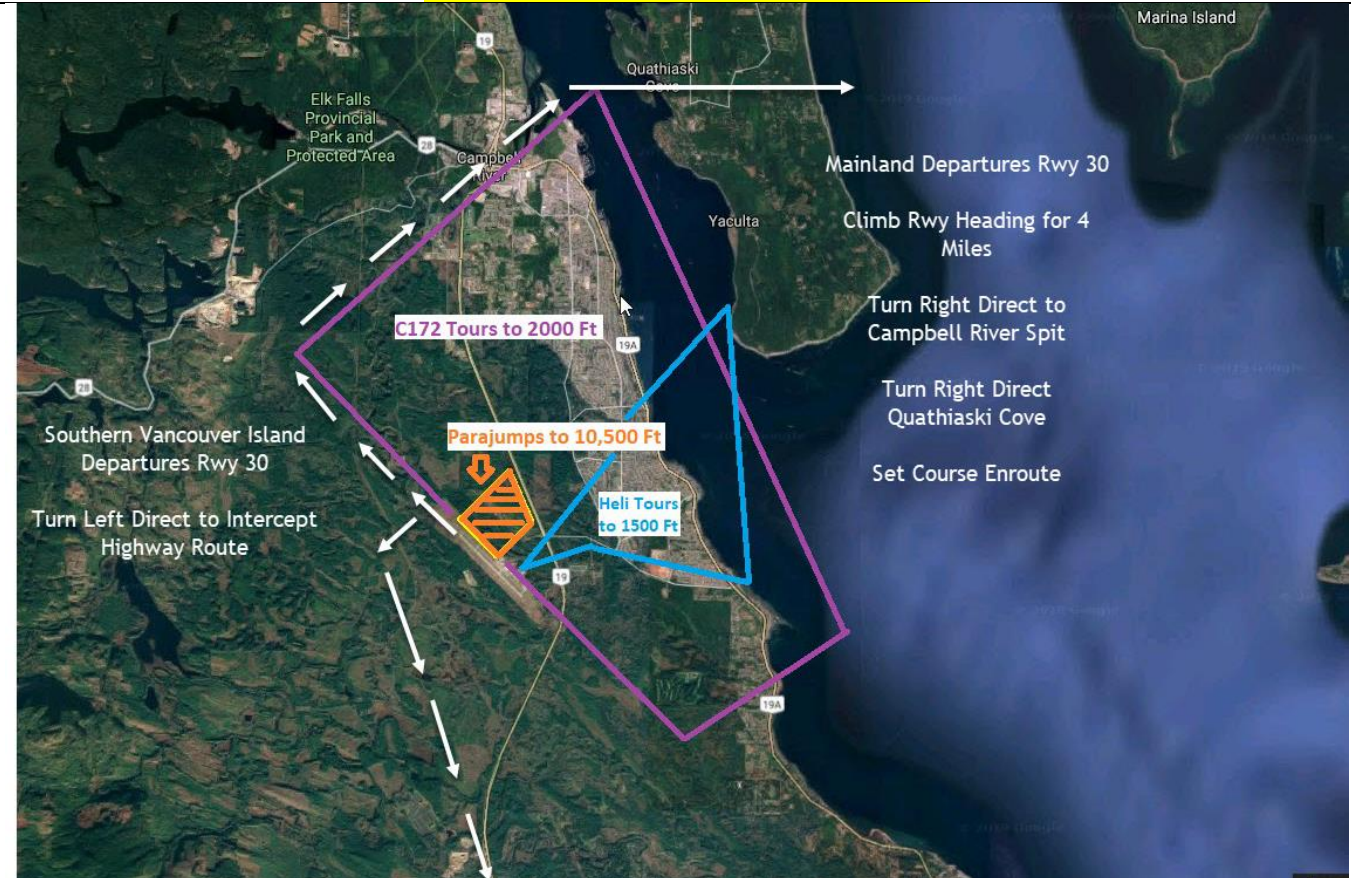 Marina Island
19
Quathiaski
Cove
Elk Falls
Provincial
Park and
Protected Area
28
Campbell
River
Mainland Departures Rwy 30
Climb Rwy Heading for 4
Miles
Turn Right Direct to
Campbell River Spit
Turn Right Direct
Quathiaski Cove
Set Course Enroute
Yaculta
C172 Tours to 2000 Ft
19A
28
Southern Vancouver Island
Departures Rwy 30
Turn Left Direct to Intercept
Highway Route
Parajumps to 10,500 Ft
Heli Tours
to 1500 Ft
19
19A